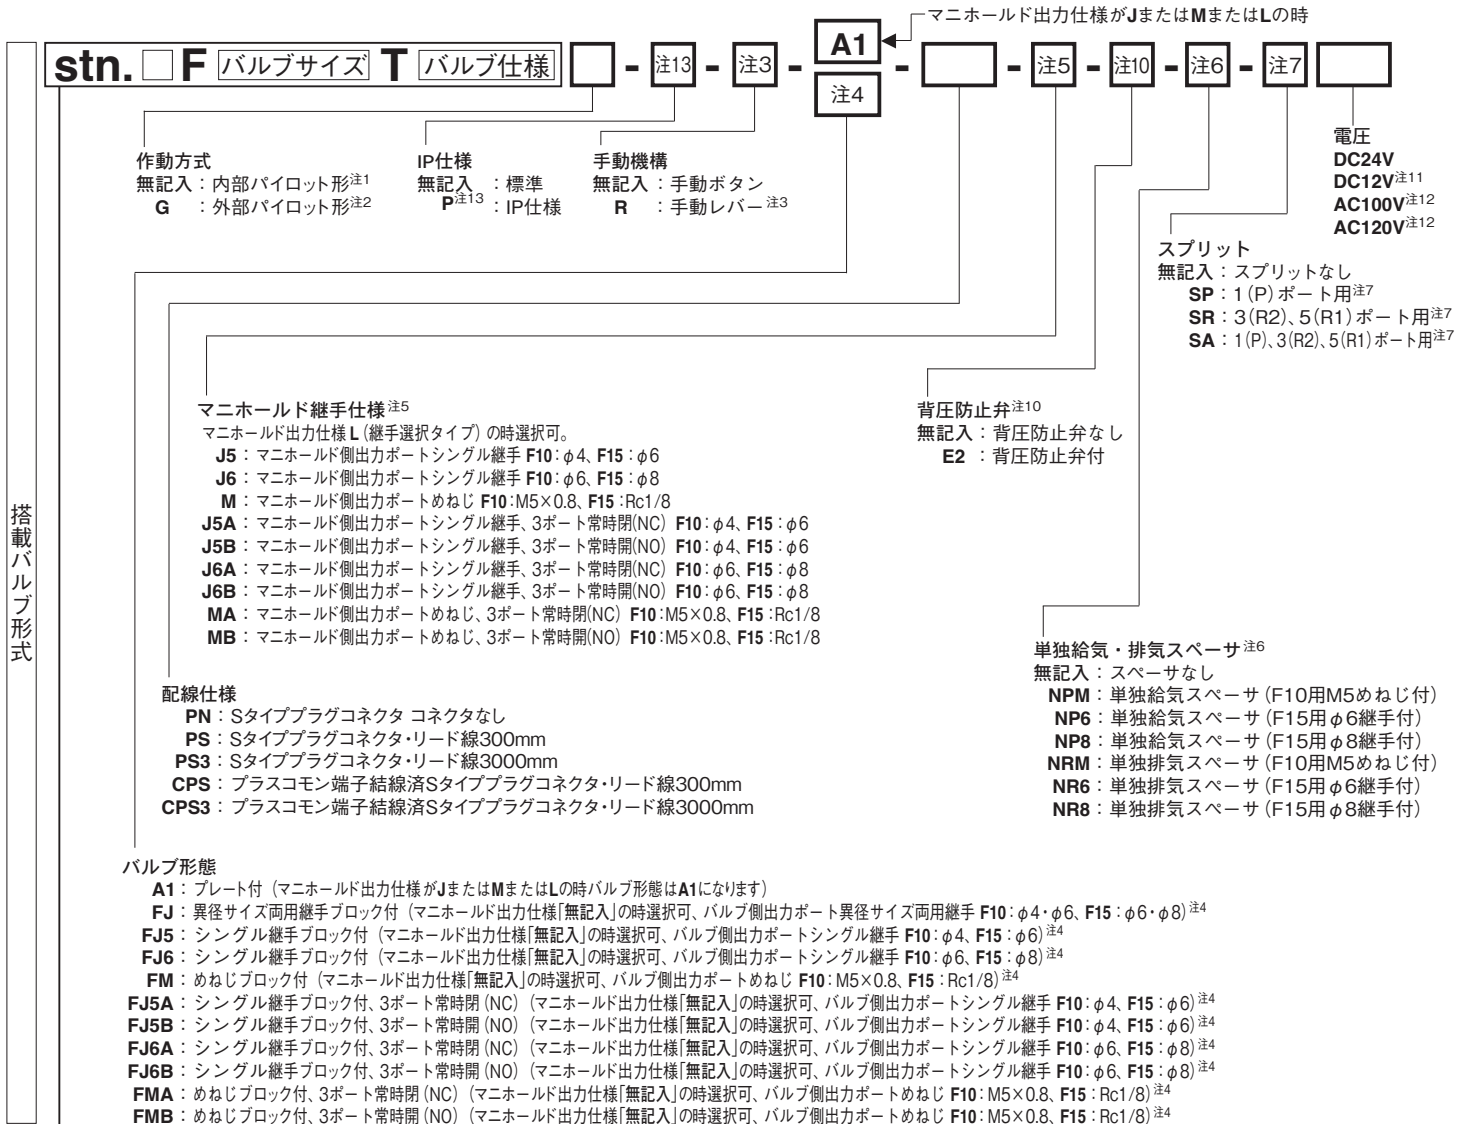 マニホールド出力仕様がJまたはMまたはLの時
stn. □ F バルブサイズ T バルブ仕様 □ - 注13 - 注3 - A1 - □ - 注5 - 注10 - 注6 - 注7 □
注4
搭載バルブ形式
作動方式
無記入：内部パイロット形注1
G ：外部パイロット形注2
IP仕様
無記入：標準
P注13：IP仕様
手動機構
無記入：手動ボタン
R ：手動レバー注3
電圧
DC24V
DC12V注11
AC100V注12
AC120V注12
スプリット
無記入：スプリットなし
SP：1(P)ポート用注7
SR：3(R2)、5(R1)ポート用注7
SA：1(P)、3(R2)、5(R1)ポート用注7
マニホールド継手仕様注5
マニホールド出力仕様L（継手選択タイプ）の時選択可。
J5：マニホールド側出力ポートシングル継手 F10：φ4、F15：φ6
J6：マニホールド側出力ポートシングル継手 F10：φ6、F15：φ8
M：マニホールド側出力ポートめねじ F10：M5×0.8、F15：Rc1/8
J5A：マニホールド側出力ポートシングル継手、3ポート常時閉(NC) F10：φ4、F15：φ6
J5B：マニホールド側出力ポートシングル継手、3ポート常時開(NO) F10：φ4、F15：φ6
J6A：マニホールド側出力ポートシングル継手、3ポート常時閉(NC) F10：φ6、F15：φ8
J6B：マニホールド側出力ポートシングル継手、3ポート常時開(NO) F10：φ6、F15：φ8
MA：マニホールド側出力ポートめねじ、3ポート常時閉(NC) F10：M5×0.8、F15：Rc1/8
MB：マニホールド側出力ポートめねじ、3ポート常時開(NO) F10：M5×0.8、F15：Rc1/8
背圧防止弁注10
無記入：背圧防止弁なし
E2 ：背圧防止弁付
単独給気・排気スペーサ注6
無記入：スペーサなし
NPM：単独給気スペーサ（F10用M5めねじ付）
NP6：単独給気スペーサ（F15用φ6継手付）
NP8：単独給気スペーサ（F15用φ8継手付）
NRM：単独排気スペーサ（F10用M5めねじ付）
NR6：単独排気スペーサ（F15用φ6継手付）
NR8：単独排気スペーサ（F15用φ8継手付）
配線仕様
PN：Sタイププラグコネクタ コネクタなし
PS：Sタイププラグコネクタ・リード線300mm
PS3：Sタイププラグコネクタ・リード線3000mm
CPS：プラスコモン端子結線済Sタイププラグコネクタ・リード線300mm
CPS3：プラスコモン端子結線済Sタイププラグコネクタ・リード線3000mm
バルブ形態
A1：プレート付（マニホールド出力仕様がJまたはMまたはLの時バルブ形態はA1になります）
FJ：異径サイズ両用継手ブロック付（マニホールド出力仕様「無記入」の時選択可、バルブ側出力ポート異径サイズ両用継手 F10：φ4・φ6、F15：φ6・φ8）注4
FJ5：シングル継手ブロック付（マニホールド出力仕様「無記入」の時選択可、バルブ側出力ポートシングル継手 F10：φ4、F15：φ6）注4
FJ6：シングル継手ブロック付（マニホールド出力仕様「無記入」の時選択可、バルブ側出力ポートシングル継手 F10：φ6、F15：φ8）注4
FM：めねじブロック付（マニホールド出力仕様「無記入」の時選択可、バルブ側出力ポートめねじ F10：M5×0.8、F15：Rc1/8）注4
FJ5A：シングル継手ブロック付、3ポート常時閉（NC）（マニホールド出力仕様「無記入」の時選択可、バルブ側出力ポートシングル継手 F10：φ4、F15：φ6）注4
FJ5B：シングル継手ブロック付、3ポート常時開（NO）（マニホールド出力仕様「無記入」の時選択可、バルブ側出力ポートシングル継手 F10：φ4、F15：φ6）注4
FJ6A：シングル継手ブロック付、3ポート常時閉（NC）（マニホールド出力仕様「無記入」の時選択可、バルブ側出力ポートシングル継手 F10：φ6、F15：φ8）注4
FJ6B：シングル継手ブロック付、3ポート常時開（NO）（マニホールド出力仕様「無記入」の時選択可、バルブ側出力ポートシングル継手 F10：φ6、F15：φ8）注4
FMA：めねじブロック付、3ポート常時閉（NC）（マニホールド出力仕様「無記入」の時選択可、バルブ側出力ポートめねじ F10：M5×0.8、F15：Rc1/8）注4
FMB：めねじブロック付、3ポート常時開（NO）（マニホールド出力仕様「無記入」の時選択可、バルブ側出力ポートめねじ F10：M5×0.8、F15：Rc1/8）注4